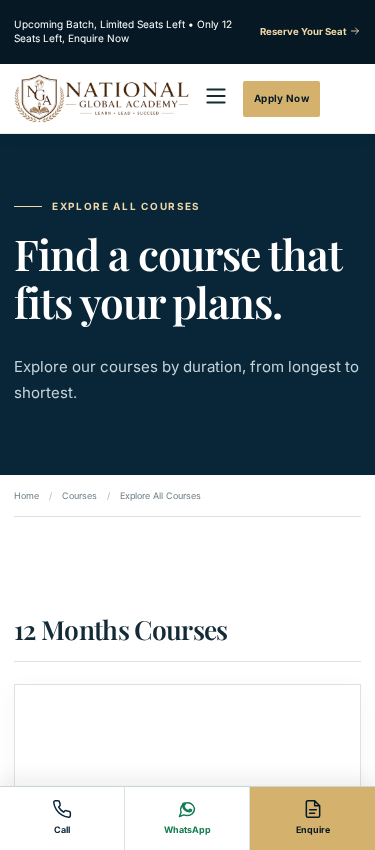 Upcoming Batch, Limited Seats Left • Only 12
Seats Left, Enquire Now
Reserve Your Seat →
NGA
NATIONAL
GLOBAL ACADEMY
LEARN • LEAD • SUCCEED
Apply Now
EXPLORE ALL COURSES
Find a course that
fits your plans.
Explore our courses by duration, from longest to
shortest.
Home / Courses / Explore All Courses
12 Months Courses
Call
WhatsApp
Enquire